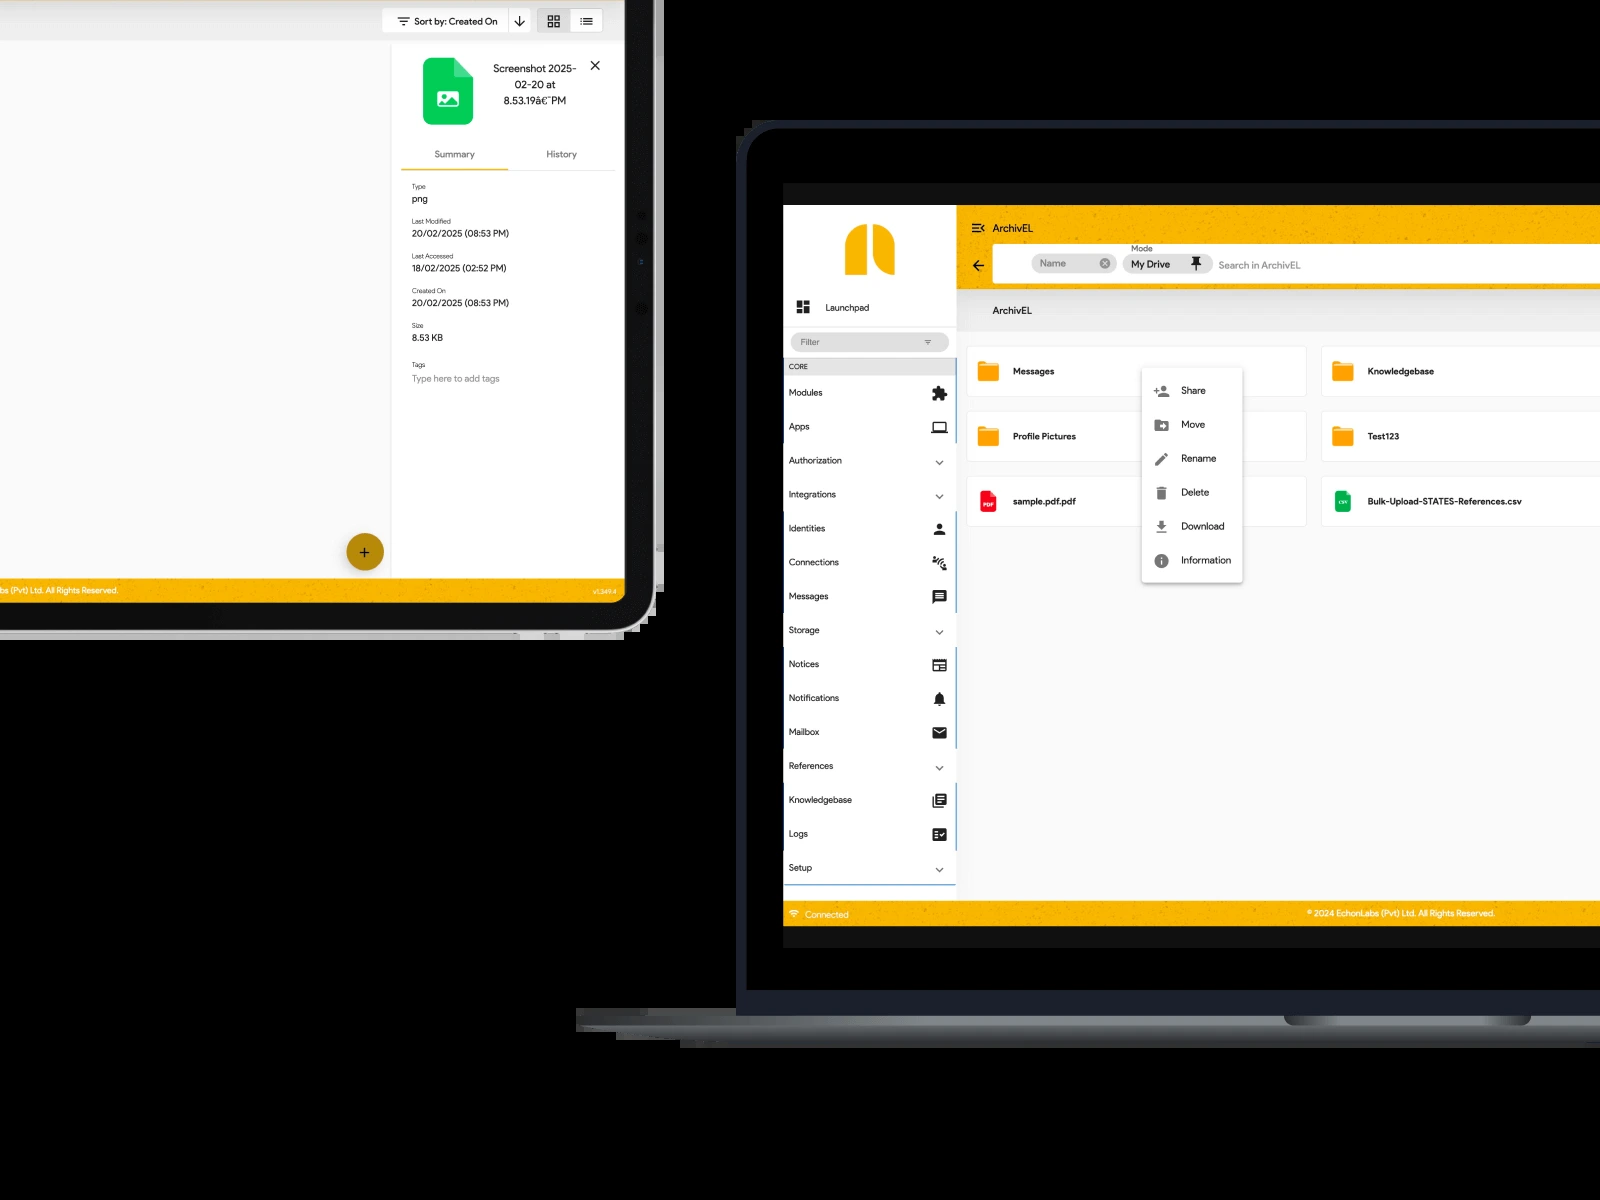 Sort by: Created On
Screenshot 2025-
02-20 at
8.53.19â€¯PM
Summary
History
Type
png
Last Modified
20/02/2025 (08:53 PM)
Last Accessed
18/02/2025 (02:52 PM)
Created On
20/02/2025 (08:53 PM)
Size
8.53 KB
Tags
Type here to add tags
bs (Pvt) Ltd. All Rights Reserved.
v1.349.4
Launchpad
Filter
CORE
Modules
Apps
Authorization
Integrations
Identities
Connections
Messages
Storage
Notices
Notifications
Mailbox
References
Knowledgebase
Logs
Setup
Connected
ArchivEL
Name
Mode
My Drive
Search in ArchivEL
ArchivEL
Messages
Knowledgebase
Profile Pictures
Test123
PDF
sample.pdf.pdf
CSV
Bulk-Upload-STATES-References.csv
Share
Move
Rename
Delete
Download
Information
© 2024 EchonLabs (Pvt) Ltd. All Rights Reserved.